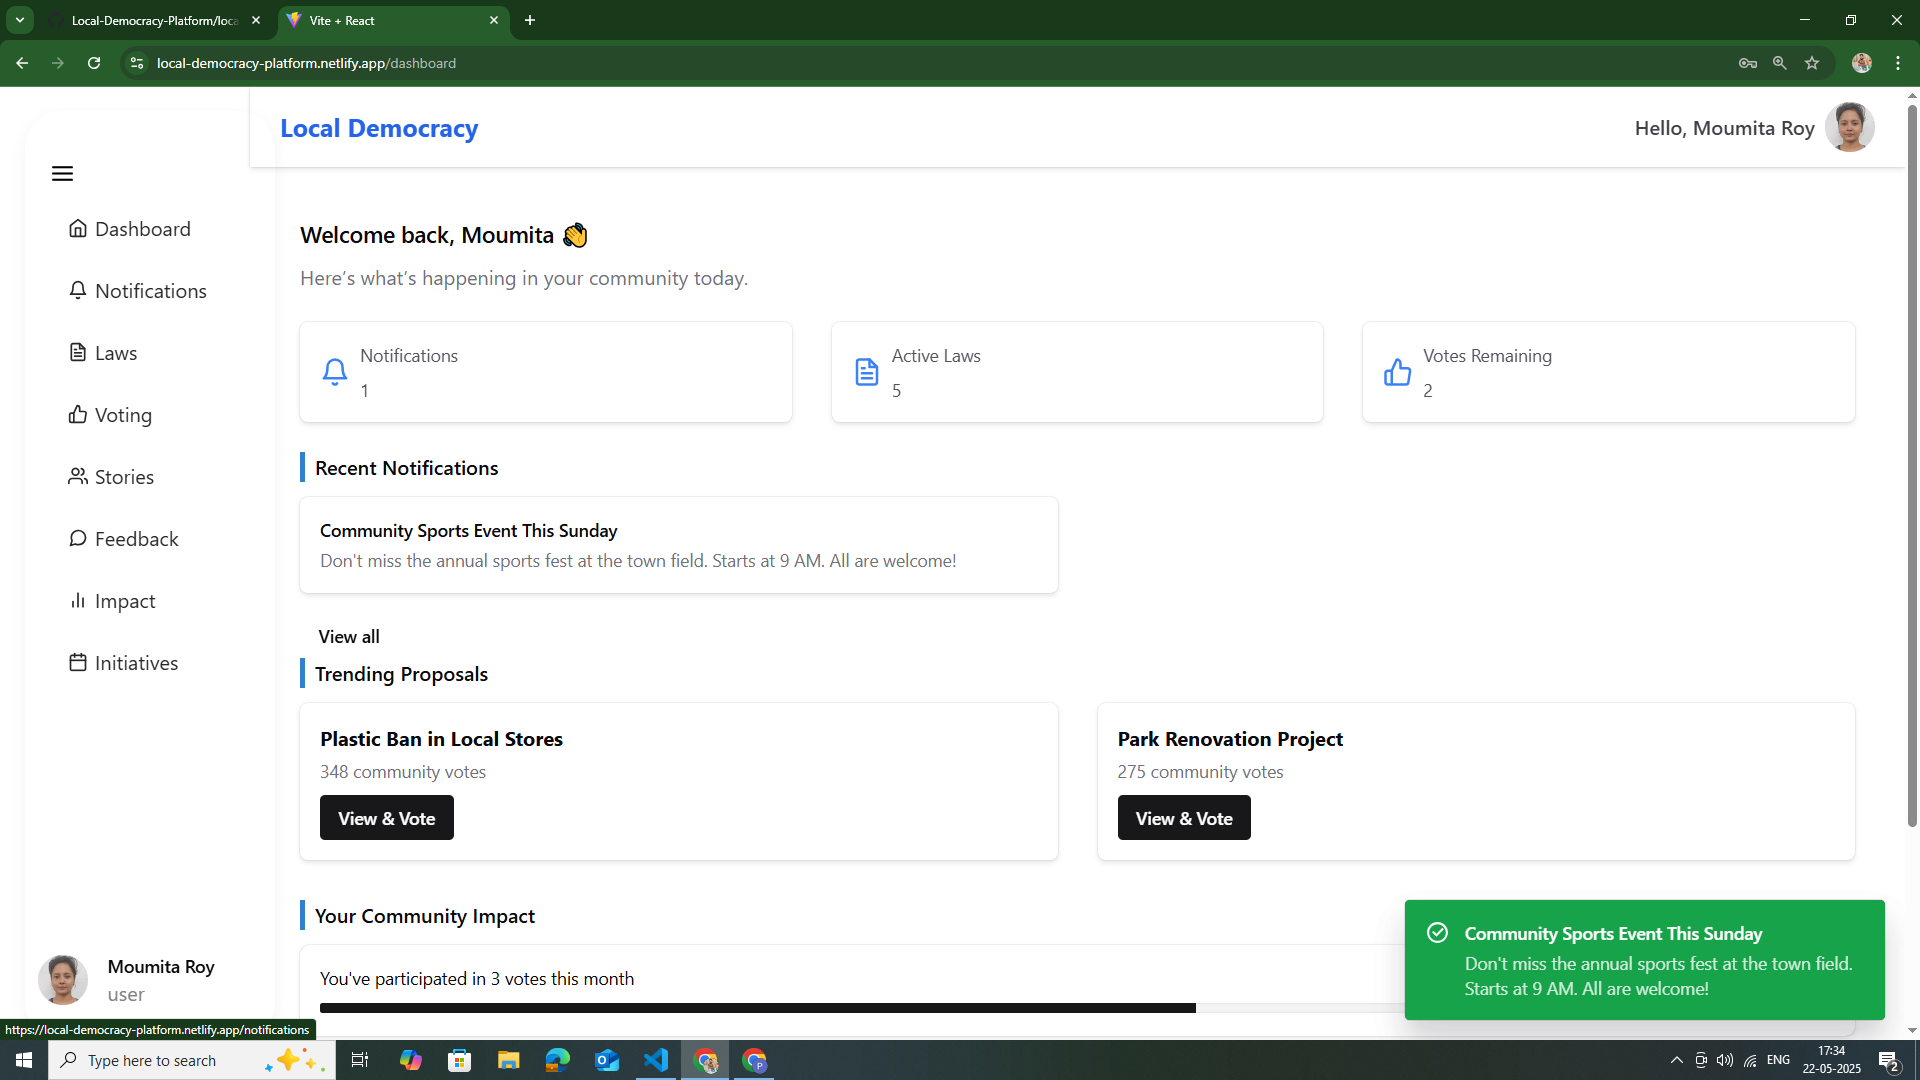 Local-Democracy-Platform/loca
Vite + React
local-democracy-platform.netlify.app/dashboard
Local Democracy
Hello, Moumita Roy
Dashboard
Notifications
Laws
Voting
Stories
Feedback
Impact
Initiatives
Moumita Roy
user
Welcome back, Moumita 👋
Here’s what’s happening in your community today.
Notifications
1
Active Laws
5
Votes Remaining
2
Recent Notifications
Community Sports Event This Sunday
Don't miss the annual sports fest at the town field. Starts at 9 AM. All are welcome!
View all
Trending Proposals
Plastic Ban in Local Stores
348 community votes
View & Vote
Park Renovation Project
275 community votes
View & Vote
Your Community Impact
You've participated in 3 votes this month
Community Sports Event This Sunday
Don't miss the annual sports fest at the town field.
Starts at 9 AM. All are welcome!
https://local-democracy-platform.netlify.app/notifications
Type here to search
P
ENG
17:34
22-05-2025
2